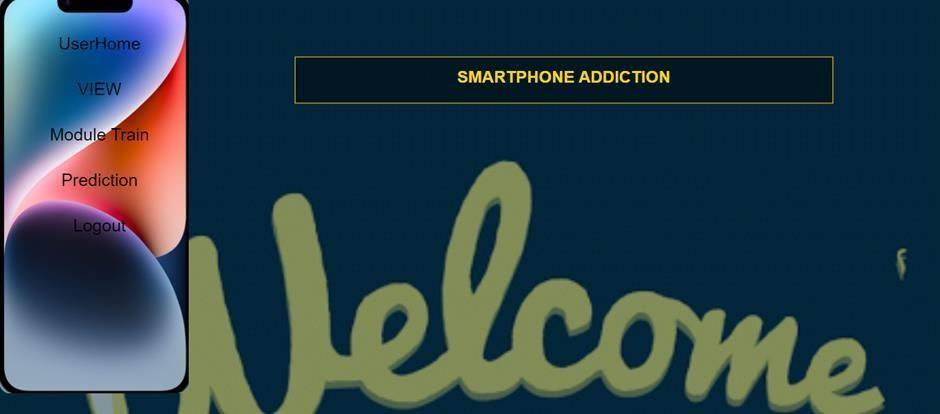 UserHome
VIEW
Module Train
Prediction
Logout
SMARTPHONE ADDICTION
Welcome